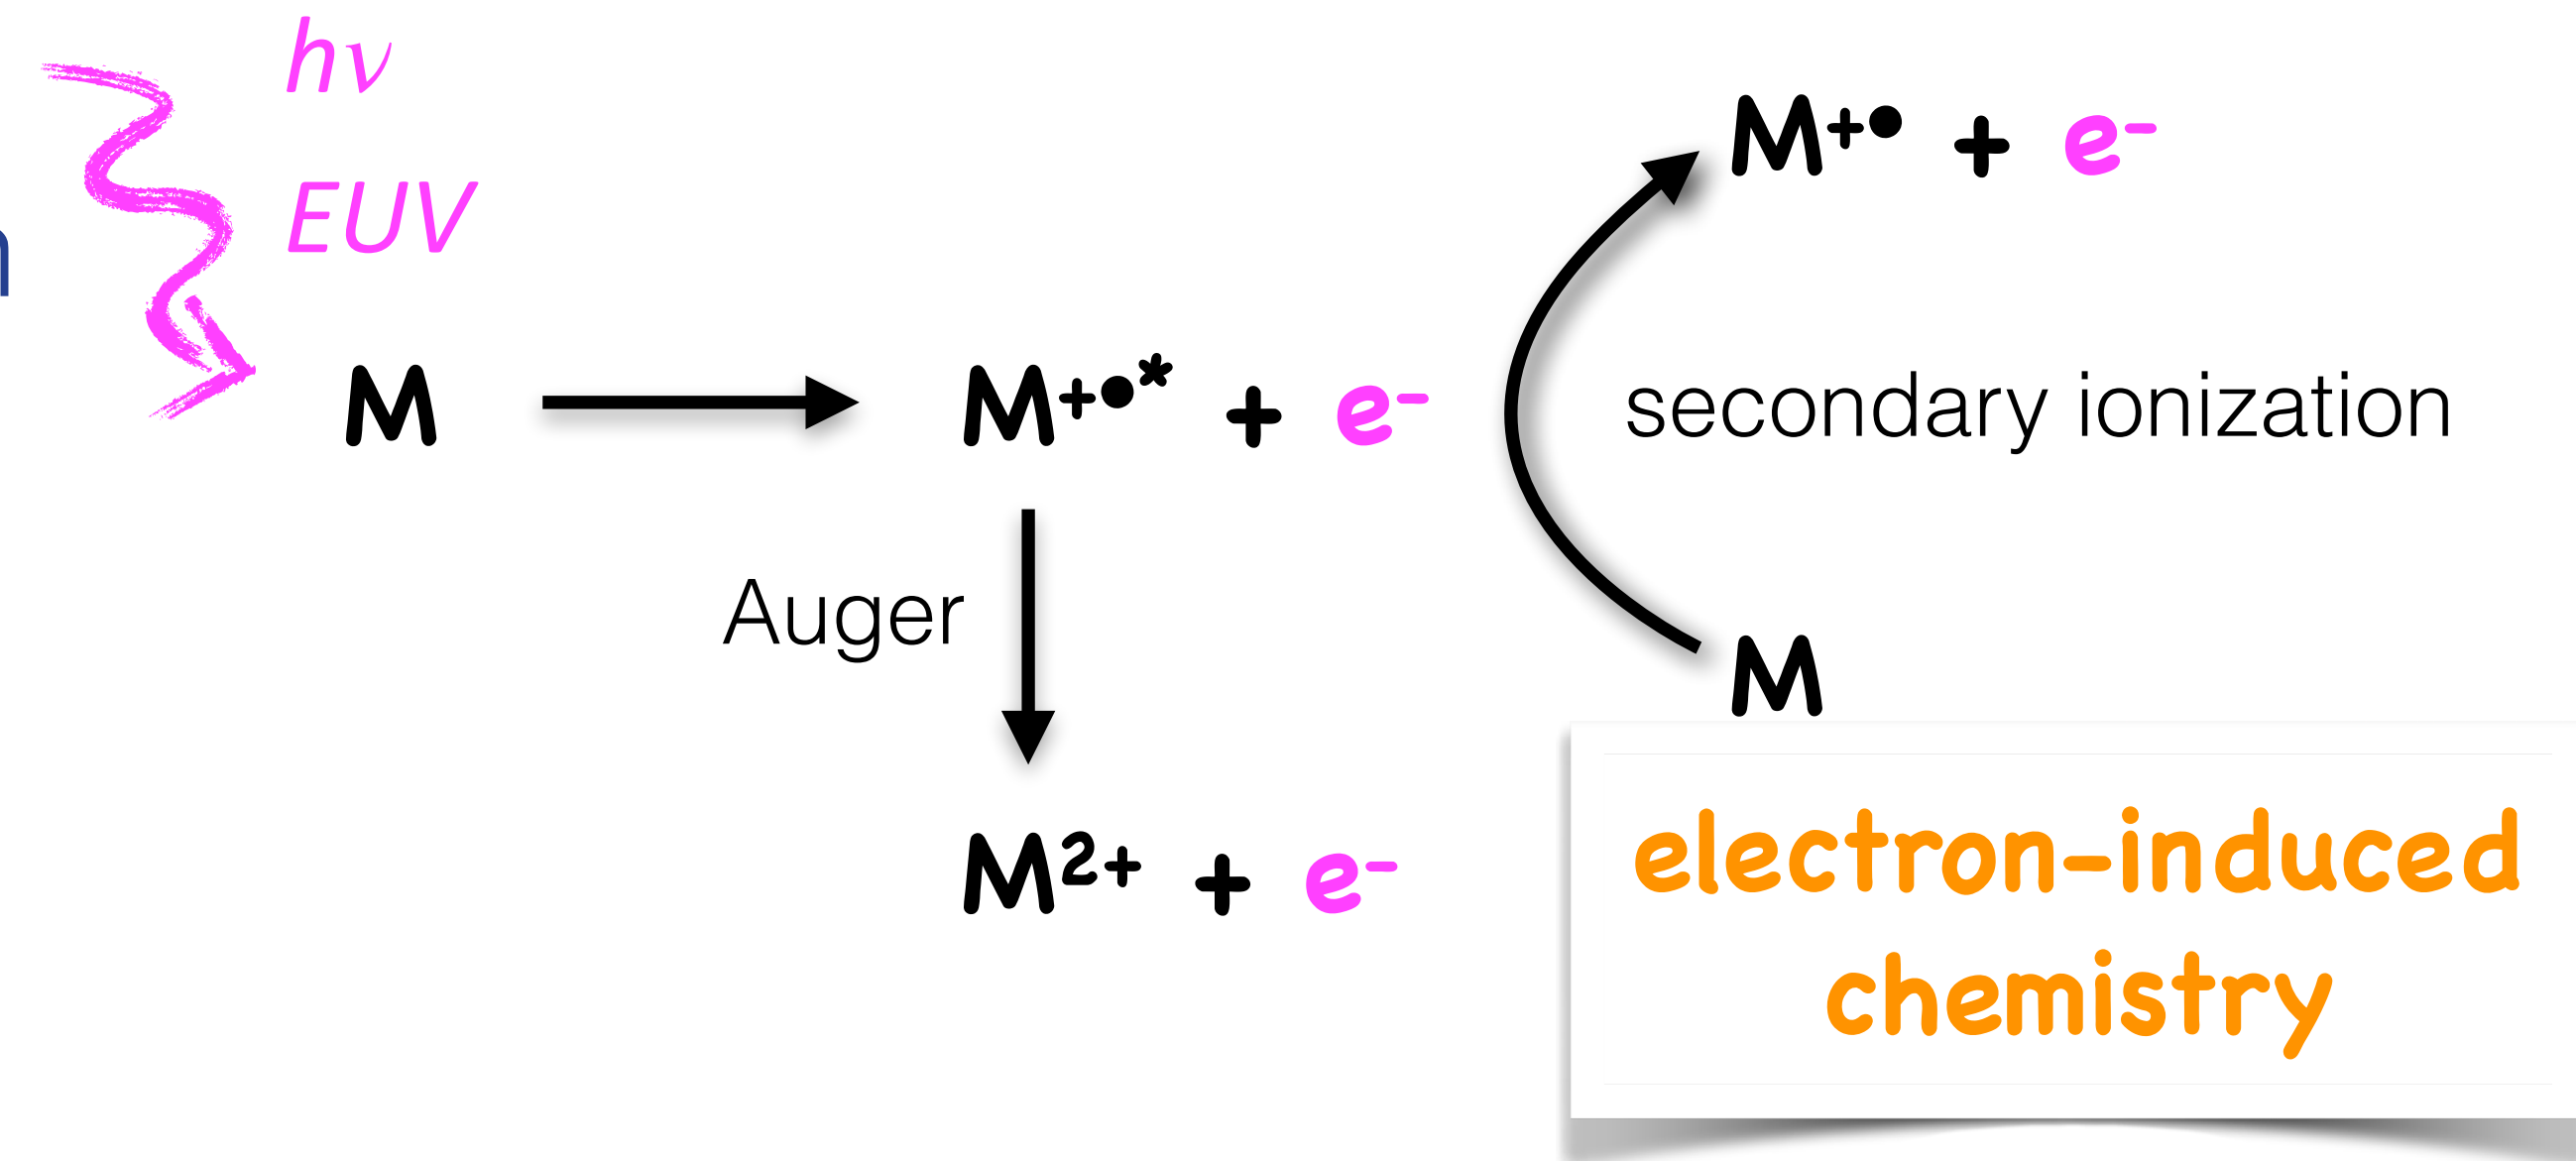 hν
EUV
M⁺•  +  e⁻
M  M⁺•*  +  e⁻  secondary ionization
Auger
M
M²⁺  +  e⁻
electron-induced
chemistry